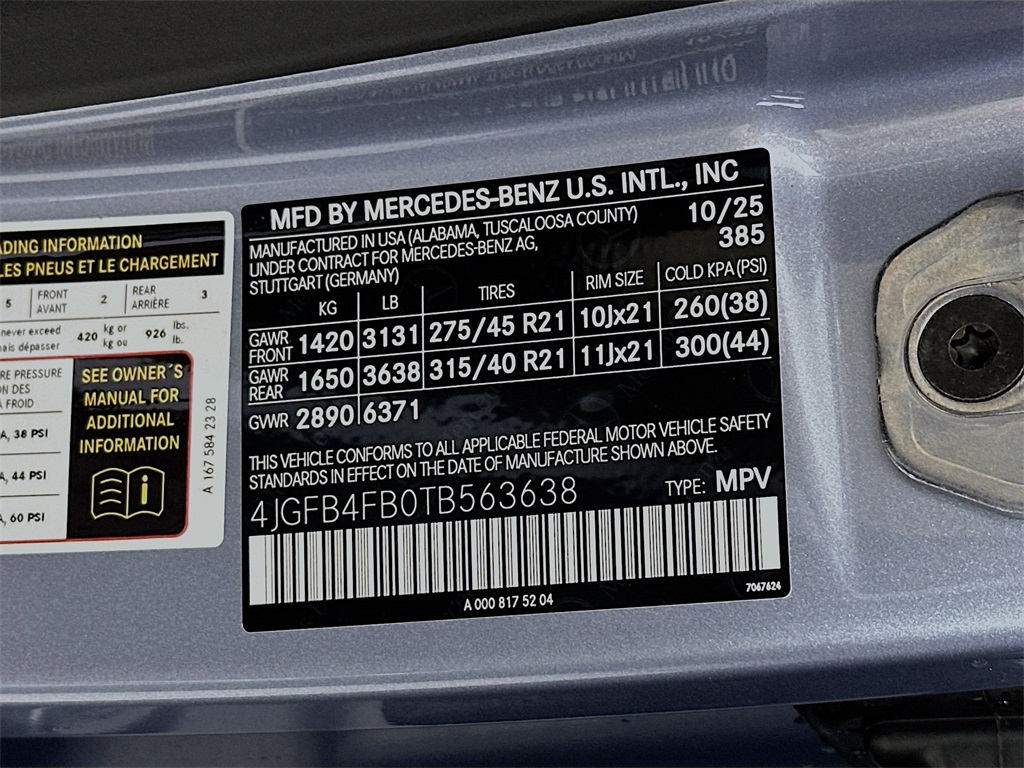 ADING INFORMATION
LES PNEUS ET LE CHARGEMENT
5 FRONT AVANT 2 REAR ARRIÈRE 3
never exceed
ais dépasser 420 kg or kg ou 926 lbs. lb.
RE PRESSURE
ON DES
À FROID
A, 38 PSI
A, 44 PSI
A, 60 PSI
SEE OWNER´S
MANUAL FOR
ADDITIONAL
INFORMATION
i
A 167 584 23 28
MFD BY MERCEDES-BENZ U.S. INTL., INC
MANUFACTURED IN USA (ALABAMA, TUSCALOOSA COUNTY) 10/25
UNDER CONTRACT FOR MERCEDES-BENZ AG, 385
STUTTGART (GERMANY)
KG LB TIRES RIM SIZE COLD KPA (PSI)
GAWR FRONT 1420 3131 275/45 R21 10Jx21 260(38)
GAWR REAR 1650 3638 315/40 R21 11Jx21 300(44)
GVWR 2890 6371
THIS VEHICLE CONFORMS TO ALL APPLICABLE FEDERAL MOTOR VEHICLE SAFETY
STANDARDS IN EFFECT ON THE DATE OF MANUFACTURE SHOWN ABOVE.
4JGFB4FB0TB563638 TYPE: MPV
A 000 817 52 04
7067624